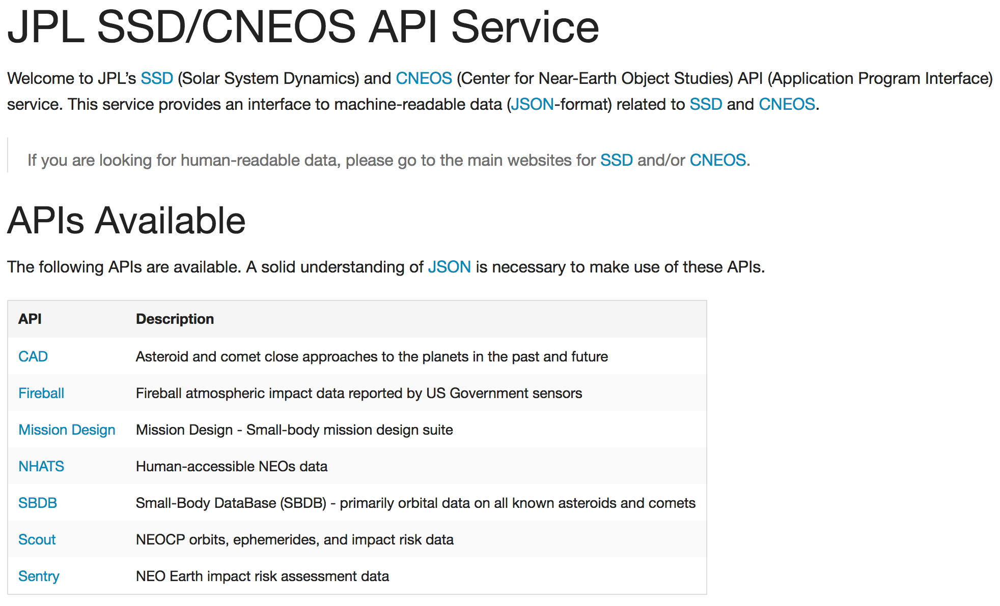 JPL SSD/CNEOS API Service
Welcome to JPL’s SSD (Solar System Dynamics) and CNEOS (Center for Near-Earth Object Studies) API (Application Program Interface)
service. This service provides an interface to machine-readable data (JSON-format) related to SSD and CNEOS.
If you are looking for human-readable data, please go to the main websites for SSD and/or CNEOS.
APIs Available
The following APIs are available. A solid understanding of JSON is necessary to make use of these APIs.
API Description
CAD Asteroid and comet close approaches to the planets in the past and future
Fireball Fireball atmospheric impact data reported by US Government sensors
Mission Design Mission Design - Small-body mission design suite
NHATS Human-accessible NEOs data
SBDB Small-Body DataBase (SBDB) - primarily orbital data on all known asteroids and comets
Scout NEOCP orbits, ephemerides, and impact risk data
Sentry NEO Earth impact risk assessment data